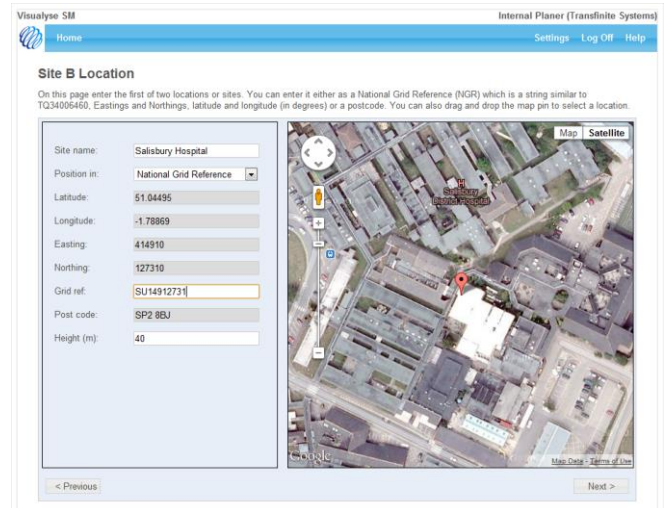 Visualyse SM
Internal Planer (Transfinite Systems)
Home
Settings Log Off Help
Site B Location
On this page enter the first of two locations or sites. You can enter it either as a National Grid Reference (NGR) which is a string similar to
TQ34006460, Eastings and Northings, latitude and longitude (in degrees) or a postcode. You can also drag and drop the map pin to select a location.
Site name: Salisbury Hospital
Position in: National Grid Reference
Latitude: 51.04495
Longitude: -1.78869
Easting: 414910
Northing: 127310
Grid ref: SU14912731
Post code: SP2 8BJ
Height (m): 40
Map Satellite
H
Salisbury
District Hospital
Google
Map Data - Terms of Use
< Previous
Next >